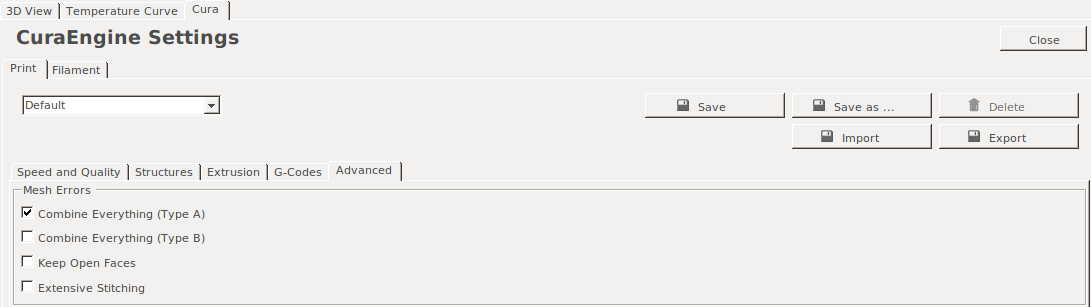 3D View Temperature Curve Cura
CuraEngine Settings
Close
Print Filament
Default
Save Save as ... Delete
Import Export
Speed and Quality Structures Extrusion G-Codes Advanced
Mesh Errors
Combine Everything (Type A)
Combine Everything (Type B)
Keep Open Faces
Extensive Stitching